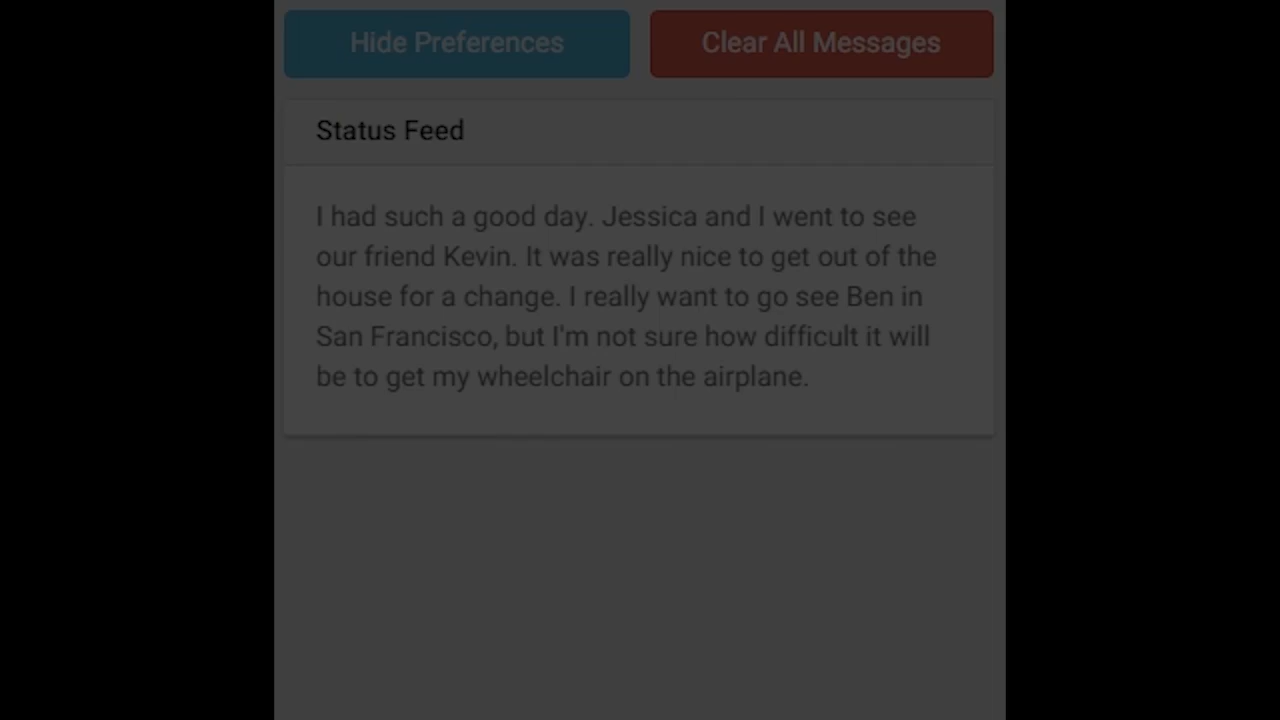 Hide Preferences
Clear All Messages
Status Feed
I had such a good day. Jessica and I went to see
our friend Kevin. It was really nice to get out of the
house for a change. I really want to go see Ben in
San Francisco, but I'm not sure how difficult it will
be to get my wheelchair on the airplane.